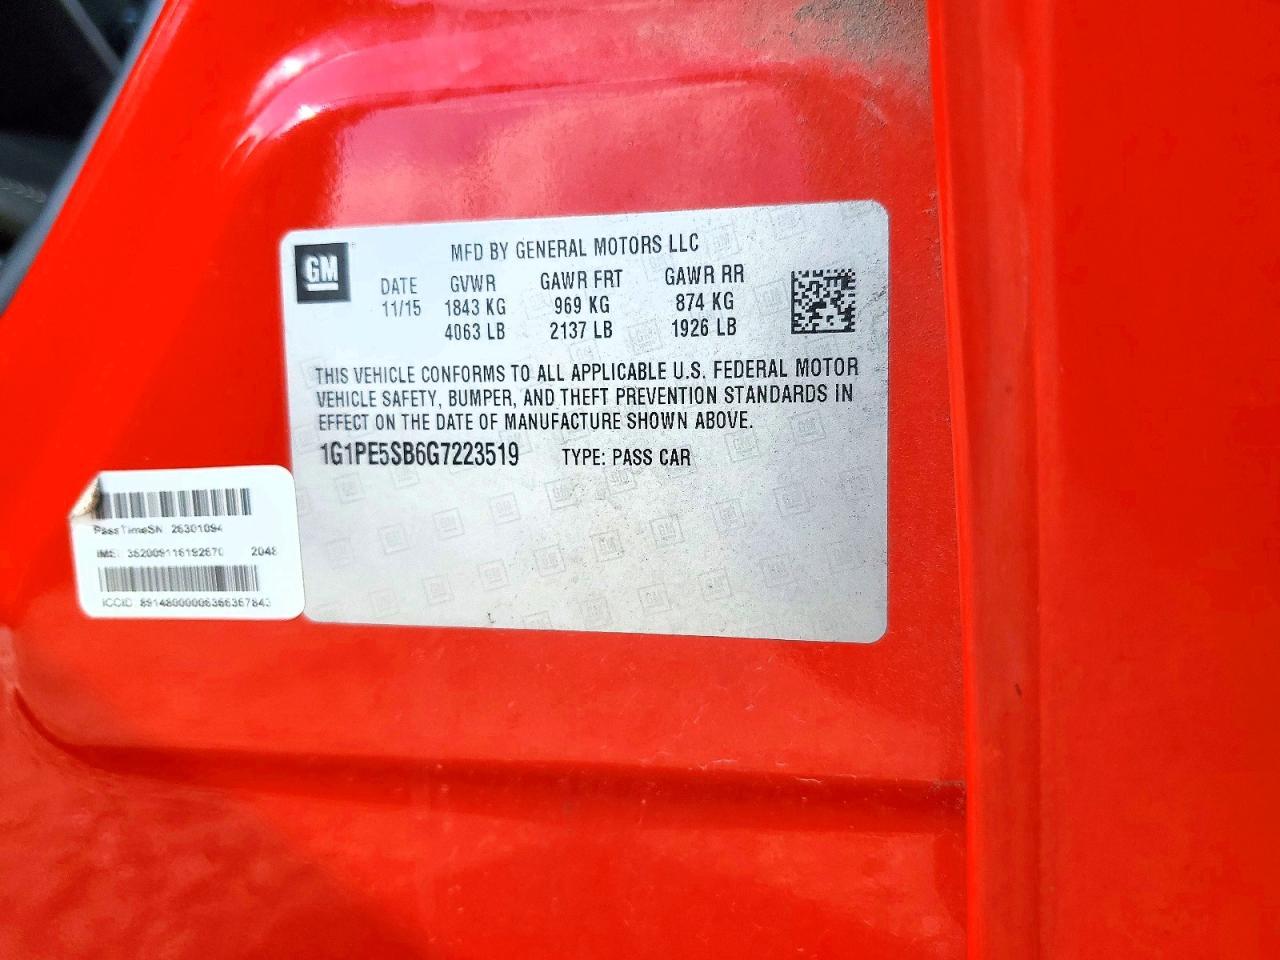 GM
MFD BY GENERAL MOTORS LLC
DATE GVWR GAWR FRT GAWR RR
11/15 1843 KG 969 KG 874 KG
4063 LB 2137 LB 1926 LB
THIS VEHICLE CONFORMS TO ALL APPLICABLE U.S. FEDERAL MOTOR
VEHICLE SAFETY, BUMPER, AND THEFT PREVENTION STANDARDS IN
EFFECT ON THE DATE OF MANUFACTURE SHOWN ABOVE.
1G1PE5SB6G7223519 TYPE: PASS CAR
PassTimeSN: 26301094
2048
ICCID: